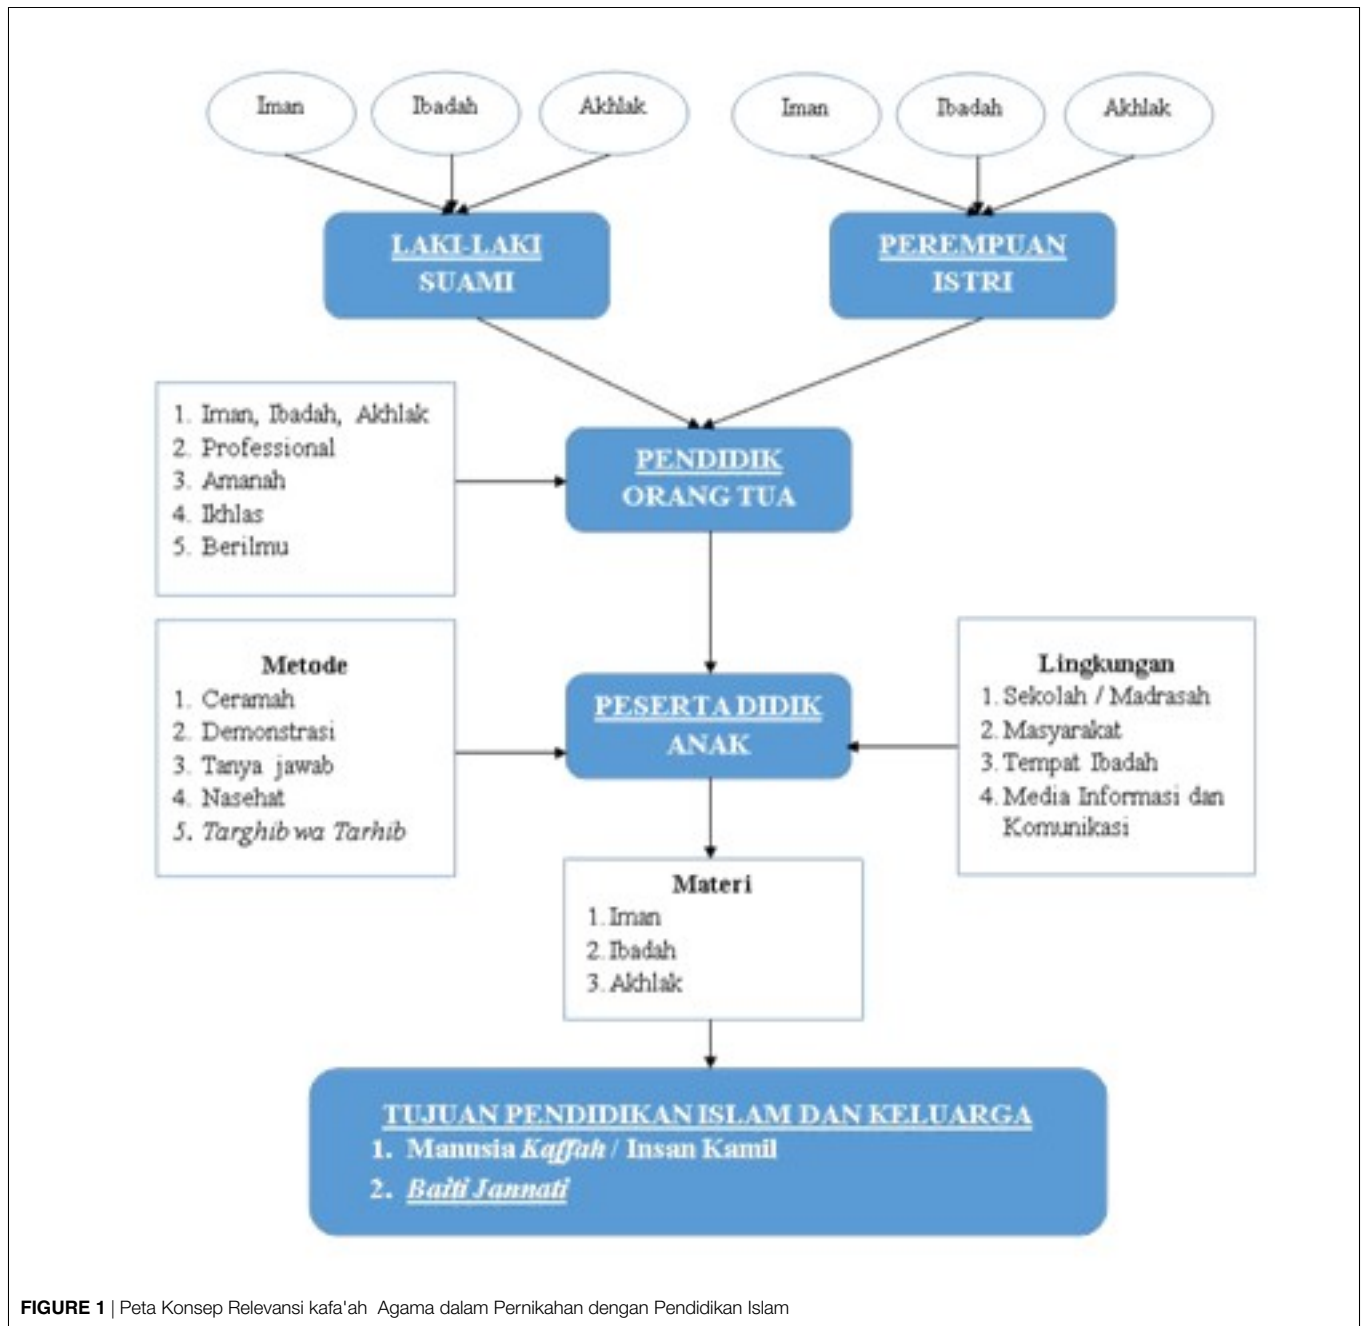 Iman
Ibadah
Akhlak
Iman
Ibadah
Akhlak
LAKI-LAKI
SUAMI
PEREMPUAN
ISTRI
1. Iman, Ibadah, Akhlak
2. Professional
3. Amanah
4. Ikhlas
5. Berilmu
PENDIDIK
ORANG TUA
Metode
1. Ceramah
2. Demonstrasi
3. Tanya jawab
4. Nasehat
5. Targhib wa Tarhib
PESERTA DIDIK
ANAK
Lingkungan
1. Sekolah / Madrasah
2. Masyarakat
3. Tempat Ibadah
4. Media Informasi dan
Komunikasi
Materi
1. Iman
2. Ibadah
3. Akhlak
TUJUAN PENDIDIKAN ISLAM DAN KELUARGA
1. Manusia Kaffah / Insan Kamil
2. Baiti Jannati
FIGURE 1 | Peta Konsep Relevansi kafa'ah Agama dalam Pernikahan dengan Pendidikan Islam